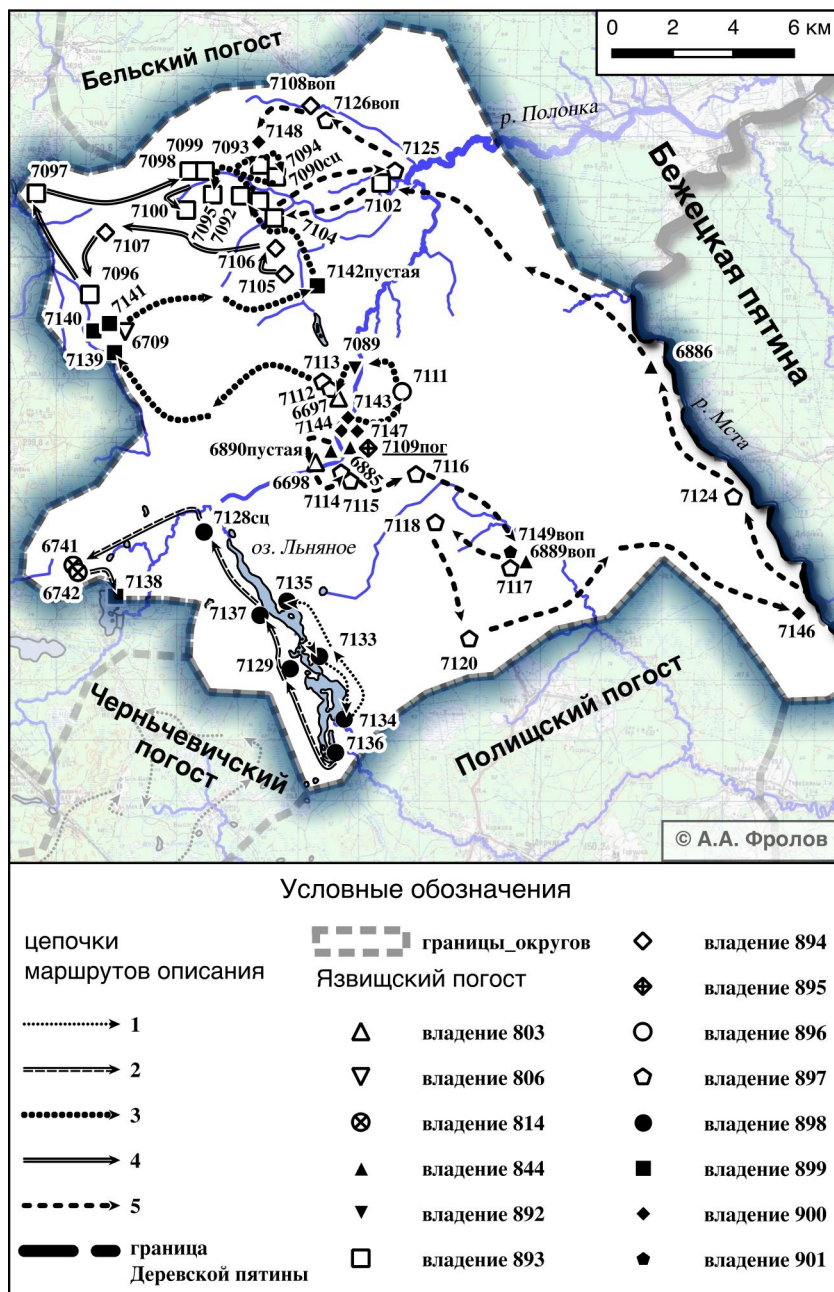 0 2 4 6 км
Бельский погост
7108воп
7126воп
р. Полонка
7148
7125
7099
7093
7098
7094
7090сц
7097
7102
7100
7095
7092
7104
Бежецкая пятина
7107
7106
7105
7142пустая
7096
7141
7140
6709
7139
7089
6886
7113
7112
7111
6697
7143
7144
7147
р. Мста
6890пустая
7109пог
6698
6885
7116
7114
7115
7124
7128сц
7118
7149воп
6741
оз. Льняное
6889воп
6742
7138
7135
7117
7137
7133
7146
7129
7120
7134
7136
Черньчевичский
погост
Полищский погост
© А.А. Фролов
Условные обозначения
цепочки
маршрутов описания
1
2
3
4
5
граница
Деревской пятины
границы_округов
Язвищский погост
владение 803
владение 806
владение 814
владение 844
владение 892
владение 893
владение 894
владение 895
владение 896
владение 897
владение 898
владение 899
владение 900
владение 901